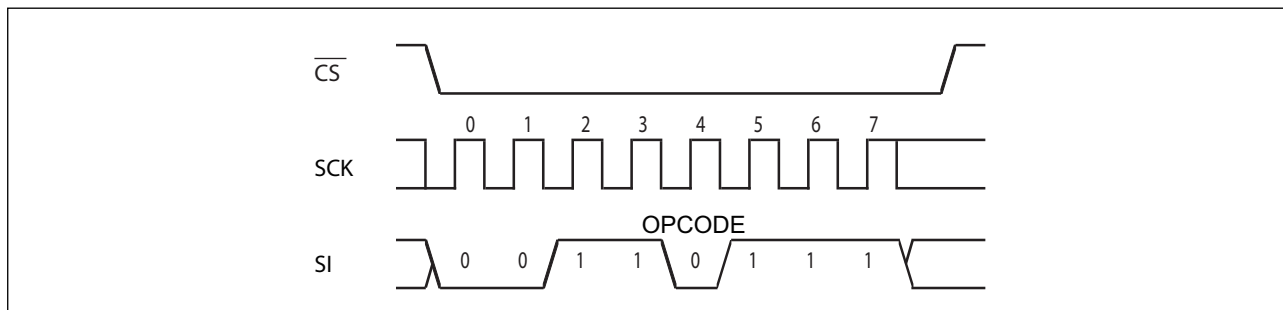 CS
0 1 2 3 4 5 6 7
SCK
OPCODE
SI
0 0 1 1 0 1 1 1